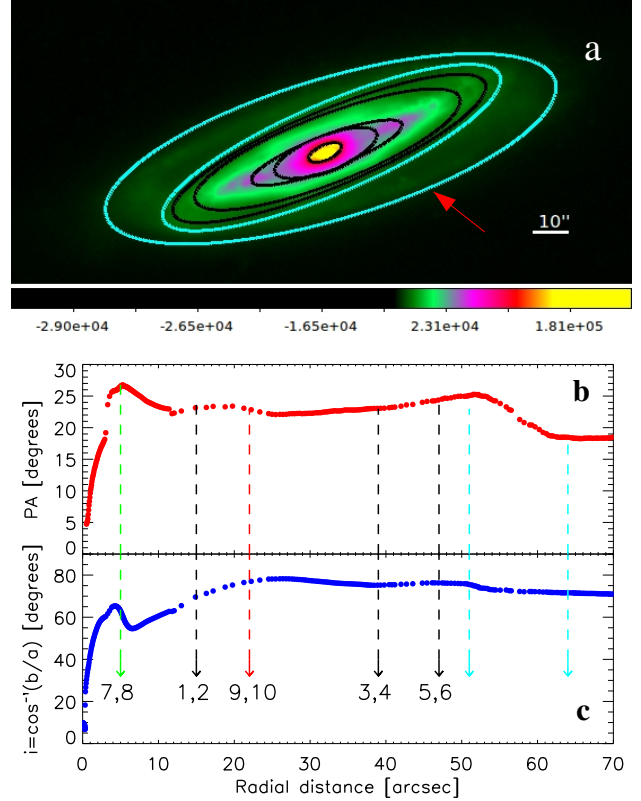 a
10"
-2.90e+04 -2.65e+04 -1.65e+04 2.31e+04 1.81e+05
30
25
20
15
10
5
0
PA [degrees]
b
80
60
40
20
0
i=cos⁻¹(b/a) [degrees]
7,8 1,2 9,10 3,4 5,6
c
0 10 20 30 40 50 60 70
Radial distance [arcsec]